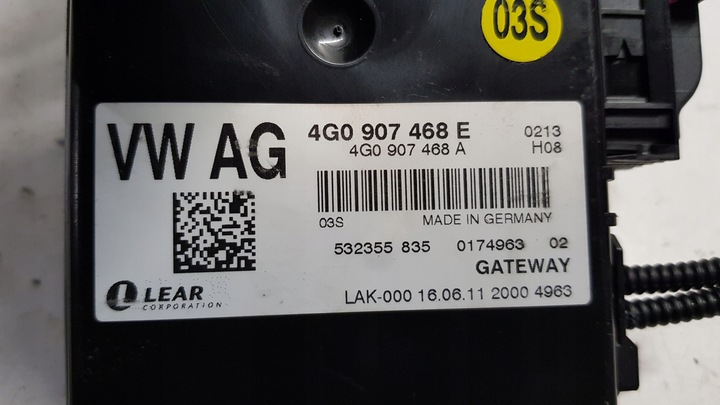 03S
VW AG
4G0 907 468 E 0213
4G0 907 468 A H08
03S MADE IN GERMANY
532355 835 0174963 02
GATEWAY
LEAR
CORPORATION
LAK-000 16.06.11 2000 4963